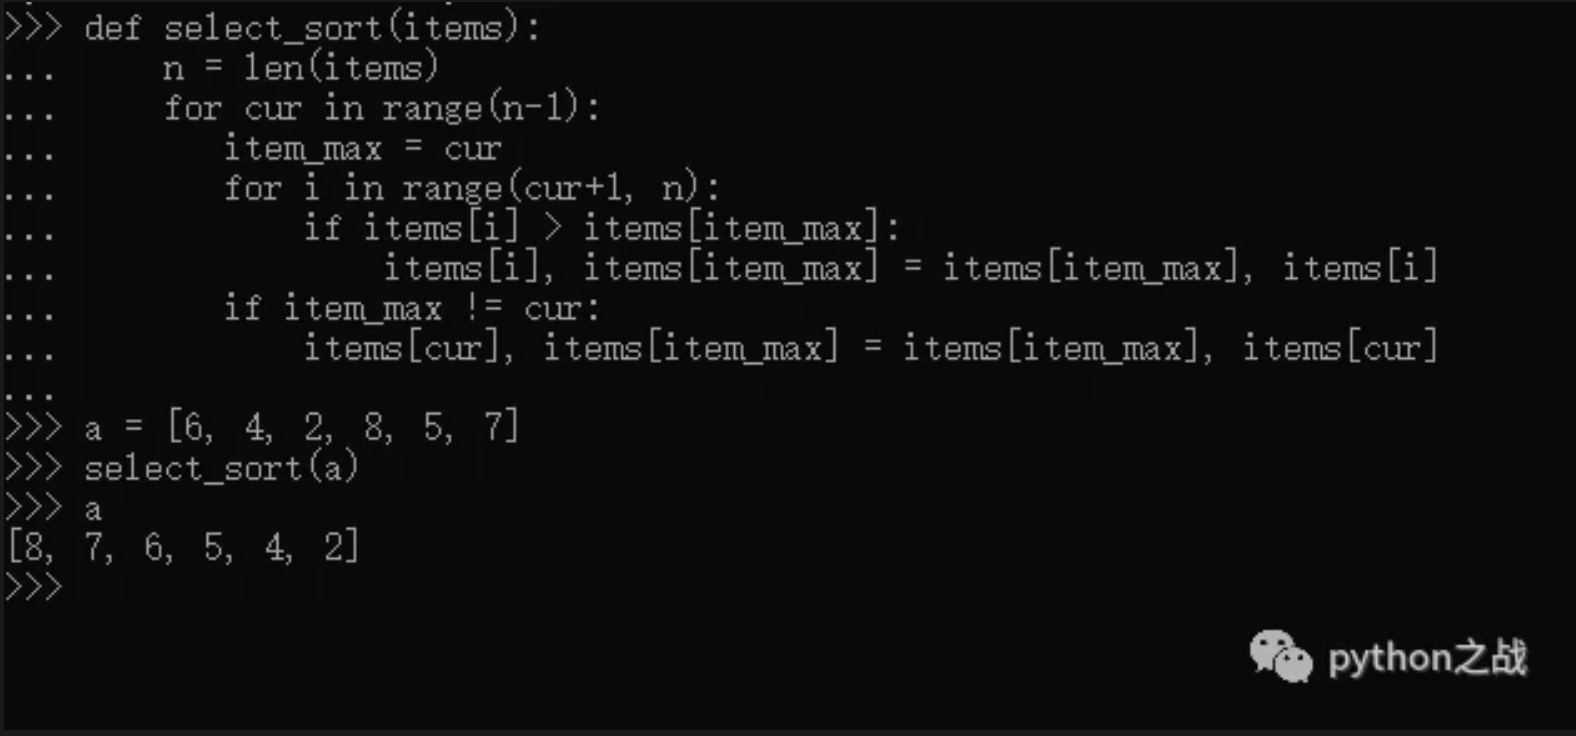 >>> def select_sort(items):
...     n = len(items)
...     for cur in range(n-1):
...        item_max = cur
...        for i in range(cur+1, n):
...            if items[i] > items[item_max]:
...                items[i], items[item_max] = items[item_max], items[i]
...        if item_max != cur:
...            items[cur], items[item_max] = items[item_max], items[cur]
...
>>> a = [6, 4, 2, 8, 5, 7]
>>> select_sort(a)
>>> a
[8, 7, 6, 5, 4, 2]
>>>
python之战